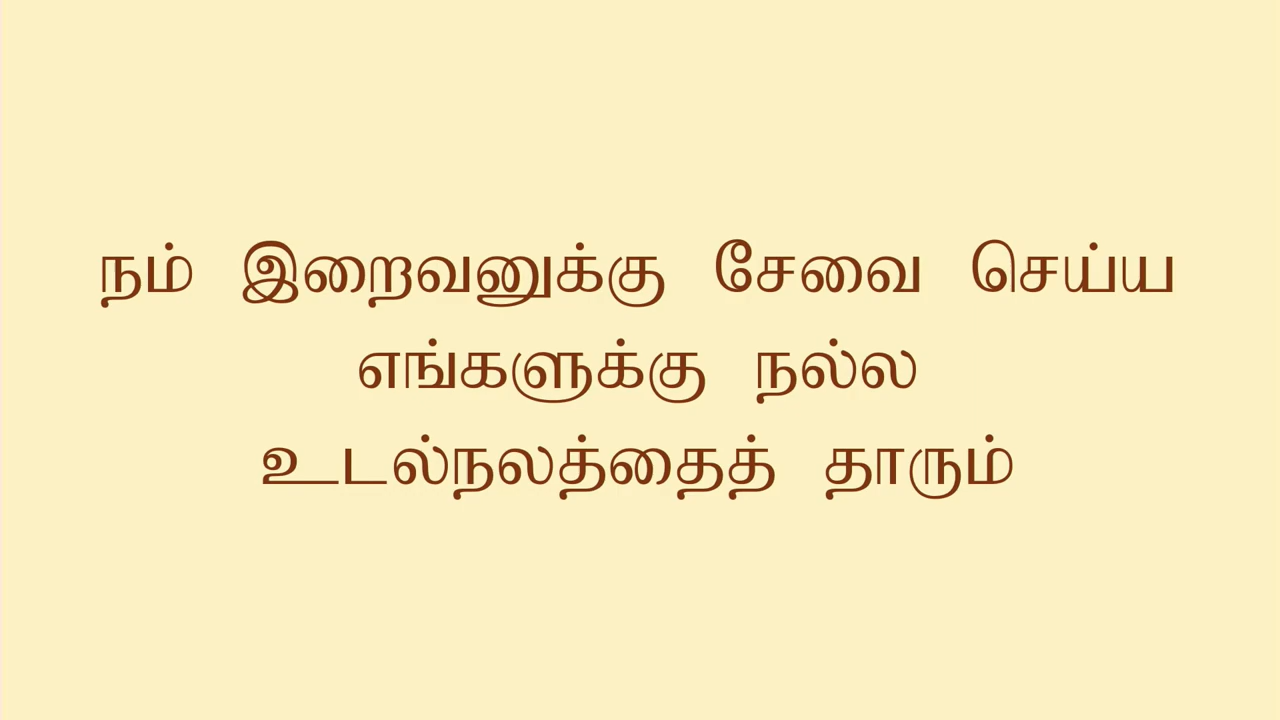 நம் இறைவனுக்கு சேவை செய்ய
எங்களுக்கு நல்ல
உடல்நலத்தைத் தாரும்